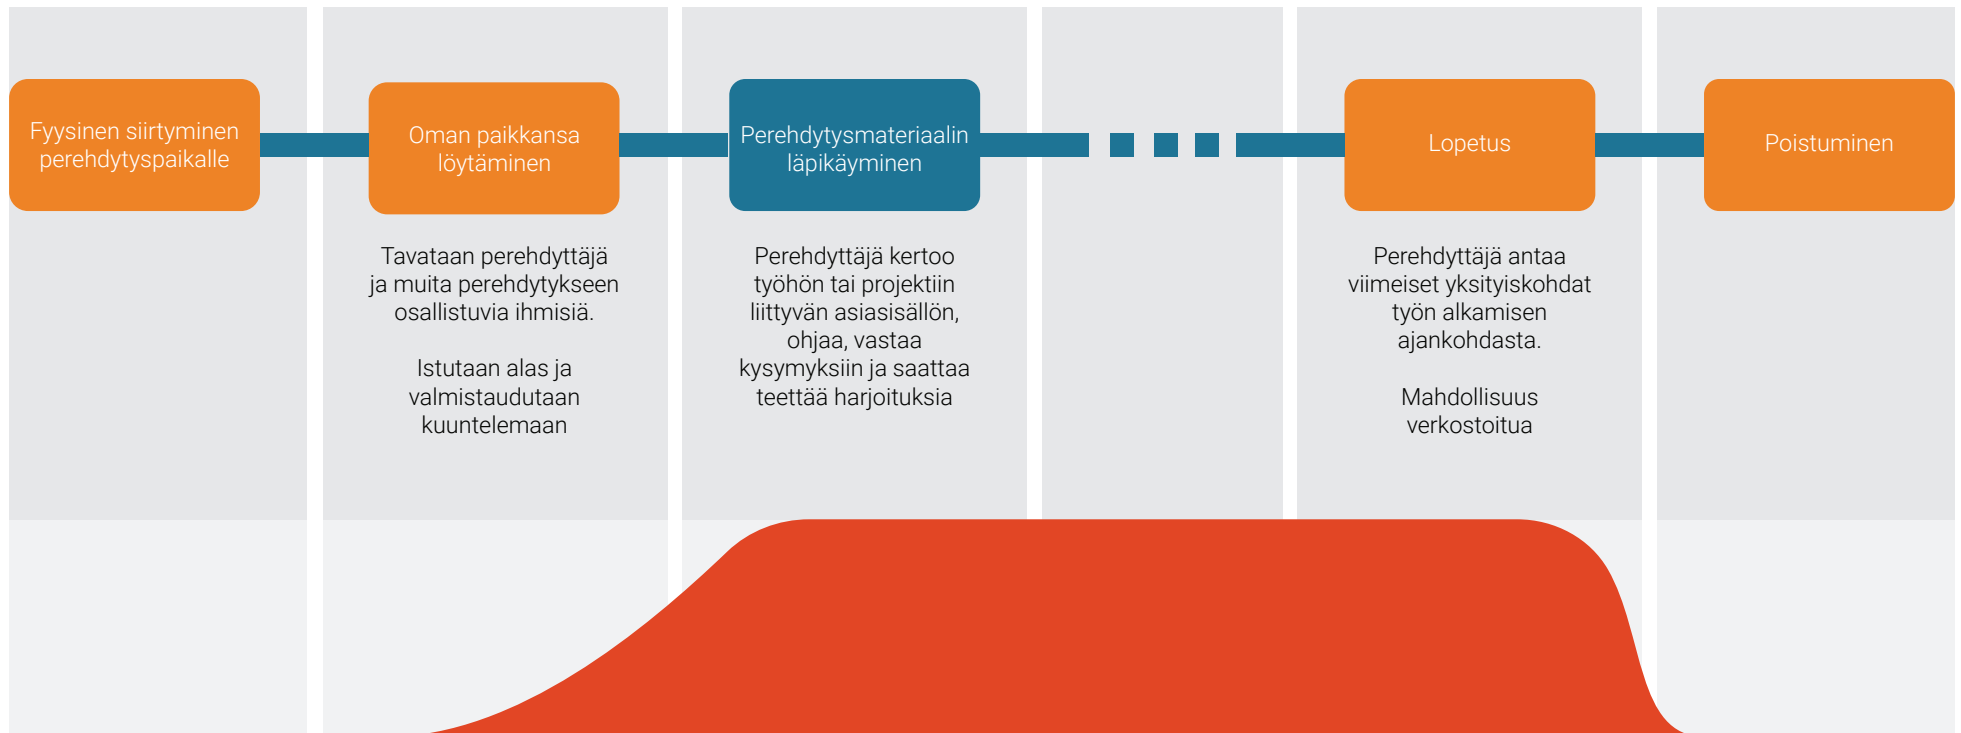 Fyysinen siirtyminen
perehdytyspaikalle
Oman paikkansa
löytäminen
Perehdytysmateriaalin
läpikäyminen
Lopetus
Poistuminen
Tavataan perehdyttäjä
ja muita perehdytykseen
osallistuvia ihmisiä.
Istutaan alas ja
valmistaudutaan
kuuntelemaan
Perehdyttäjä kertoo
työhön tai projektiin
liittyvän asiasisällön,
ohjaa, vastaa
kysymyksiin ja saattaa
teettää harjoituksia
Perehdyttäjä antaa
viimeiset yksityiskohdat
työn alkamisen
ajankohdasta.
Mahdollisuus
verkostoitua